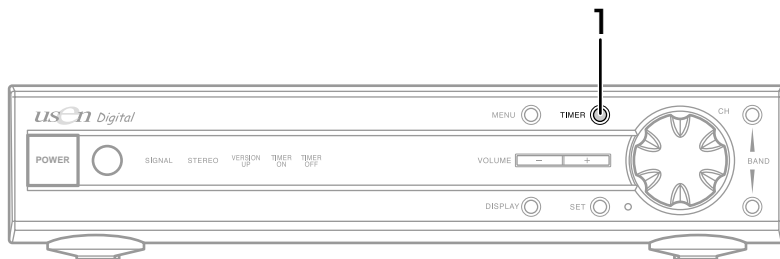 1
usen Digital
MENU
TIMER
CH
POWER
SIGNAL
STEREO
VERSION
UP
TIMER
ON
TIMER
OFF
VOLUME
−
+
BAND
DISPLAY
SET